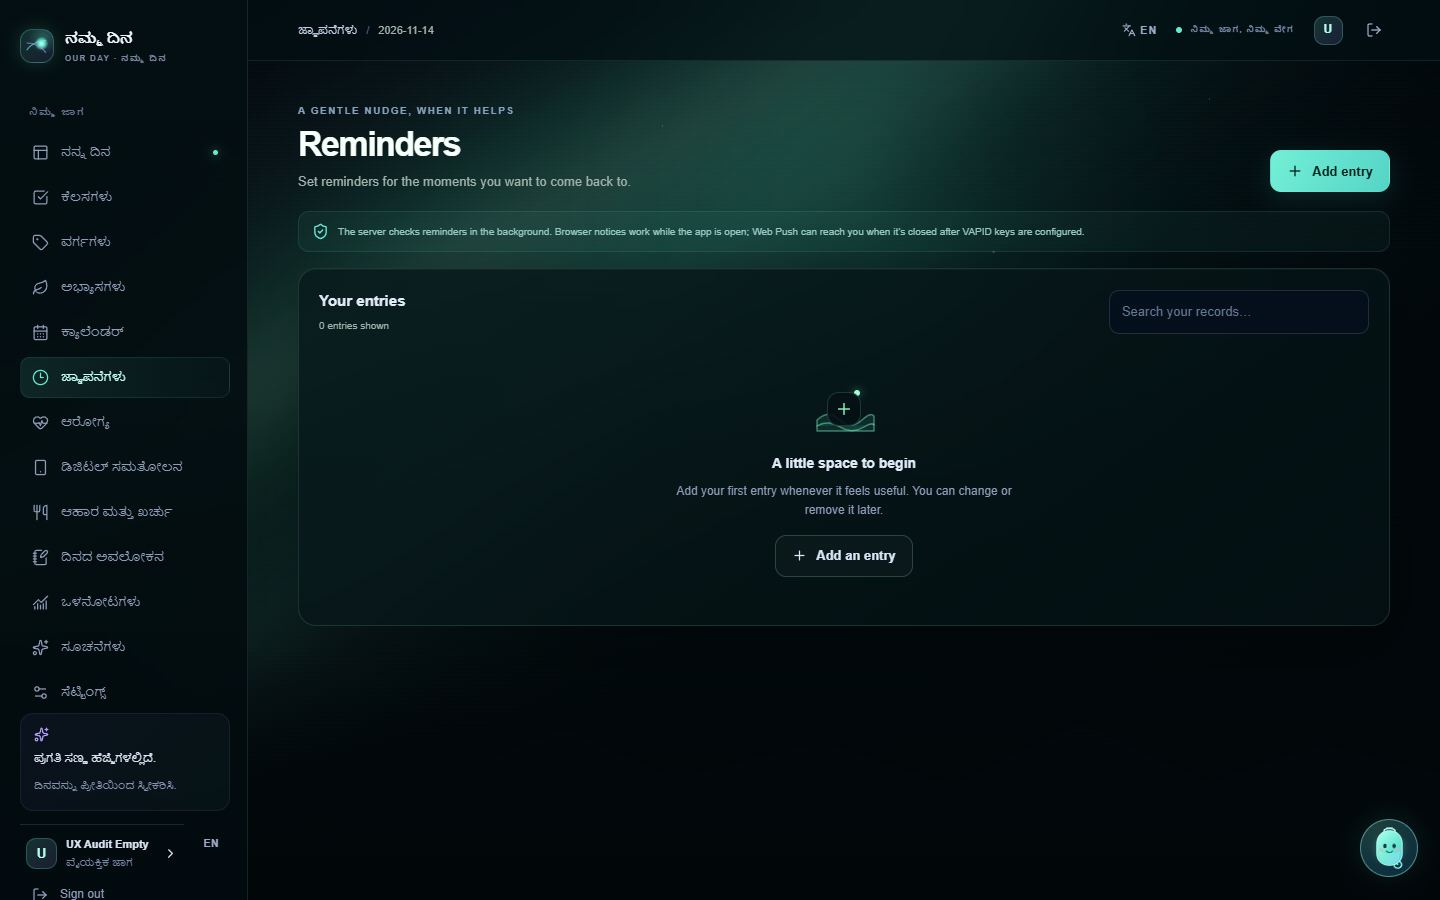 ನಮ್ಮ ದಿನ
OUR DAY · ನಮ್ಮ ದಿನ
ನಿಮ್ಮ ಜಾಗ
ನನ್ನ ದಿನ
ಕೆಲಸಗಳು
ವರ್ಗಗಳು
ಅಭ್ಯಾಸಗಳು
ಕ್ಯಾಲೆಂಡರ್
ಜ್ಞಾಪನೆಗಳು
ಆರೋಗ್ಯ
ಡಿಜಿಟಲ್ ಸಮತೋಲನ
ಆಹಾರ ಮತ್ತು ಖರ್ಚು
ದಿನದ ಅವಲೋಕನ
ಒಳನೋಟಗಳು
ಸೂಚನೆಗಳು
ಸೆಟ್ಟಿಂಗ್ಸ್
ಪ್ರಗತಿ ಸಣ್ಣ ಹೆಜ್ಜೆಗಳಲ್ಲಿದೆ.
ದಿನವನ್ನು ಪ್ರೀತಿಯಿಂದ ಸ್ವೀಕರಿಸಿ.
U
UX Audit Empty
ವೈಯಕ್ತಿಕ ಜಾಗ
EN
Sign out
ಜ್ಞಾಪನೆಗಳು / 2026-11-14
EN
ನಿಮ್ಮ ಜಾಗ, ನಿಮ್ಮ ವೇಗ
U
A GENTLE NUDGE, WHEN IT HELPS
Reminders
Set reminders for the moments you want to come back to.
Add entry
The server checks reminders in the background. Browser notices work while the app is open; Web Push can reach you when it's closed after VAPID keys are configured.
Your entries
0 entries shown
Search your records…
A little space to begin
Add your first entry whenever it feels useful. You can change or
remove it later.
Add an entry